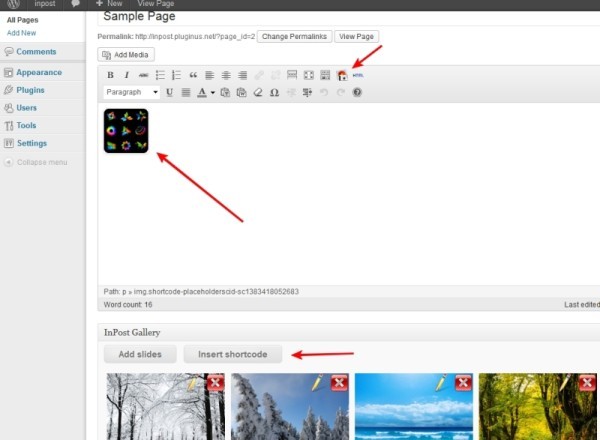 inpost 0 New View Page
All Pages
Add New
Comments
Appearance
Plugins
Users
Tools
Settings
Collapse menu
Sample Page
Permalink: http://inpost.pluginus.net/?page_id=2 Change Permalinks View Page
Add Media
B I ABC HTML
Paragraph U A Ω
Path: p » img.shortcode-placeholderscid-sc1383418052683
Word count: 16 Last edited
InPost Gallery
Add slides Insert shortcode